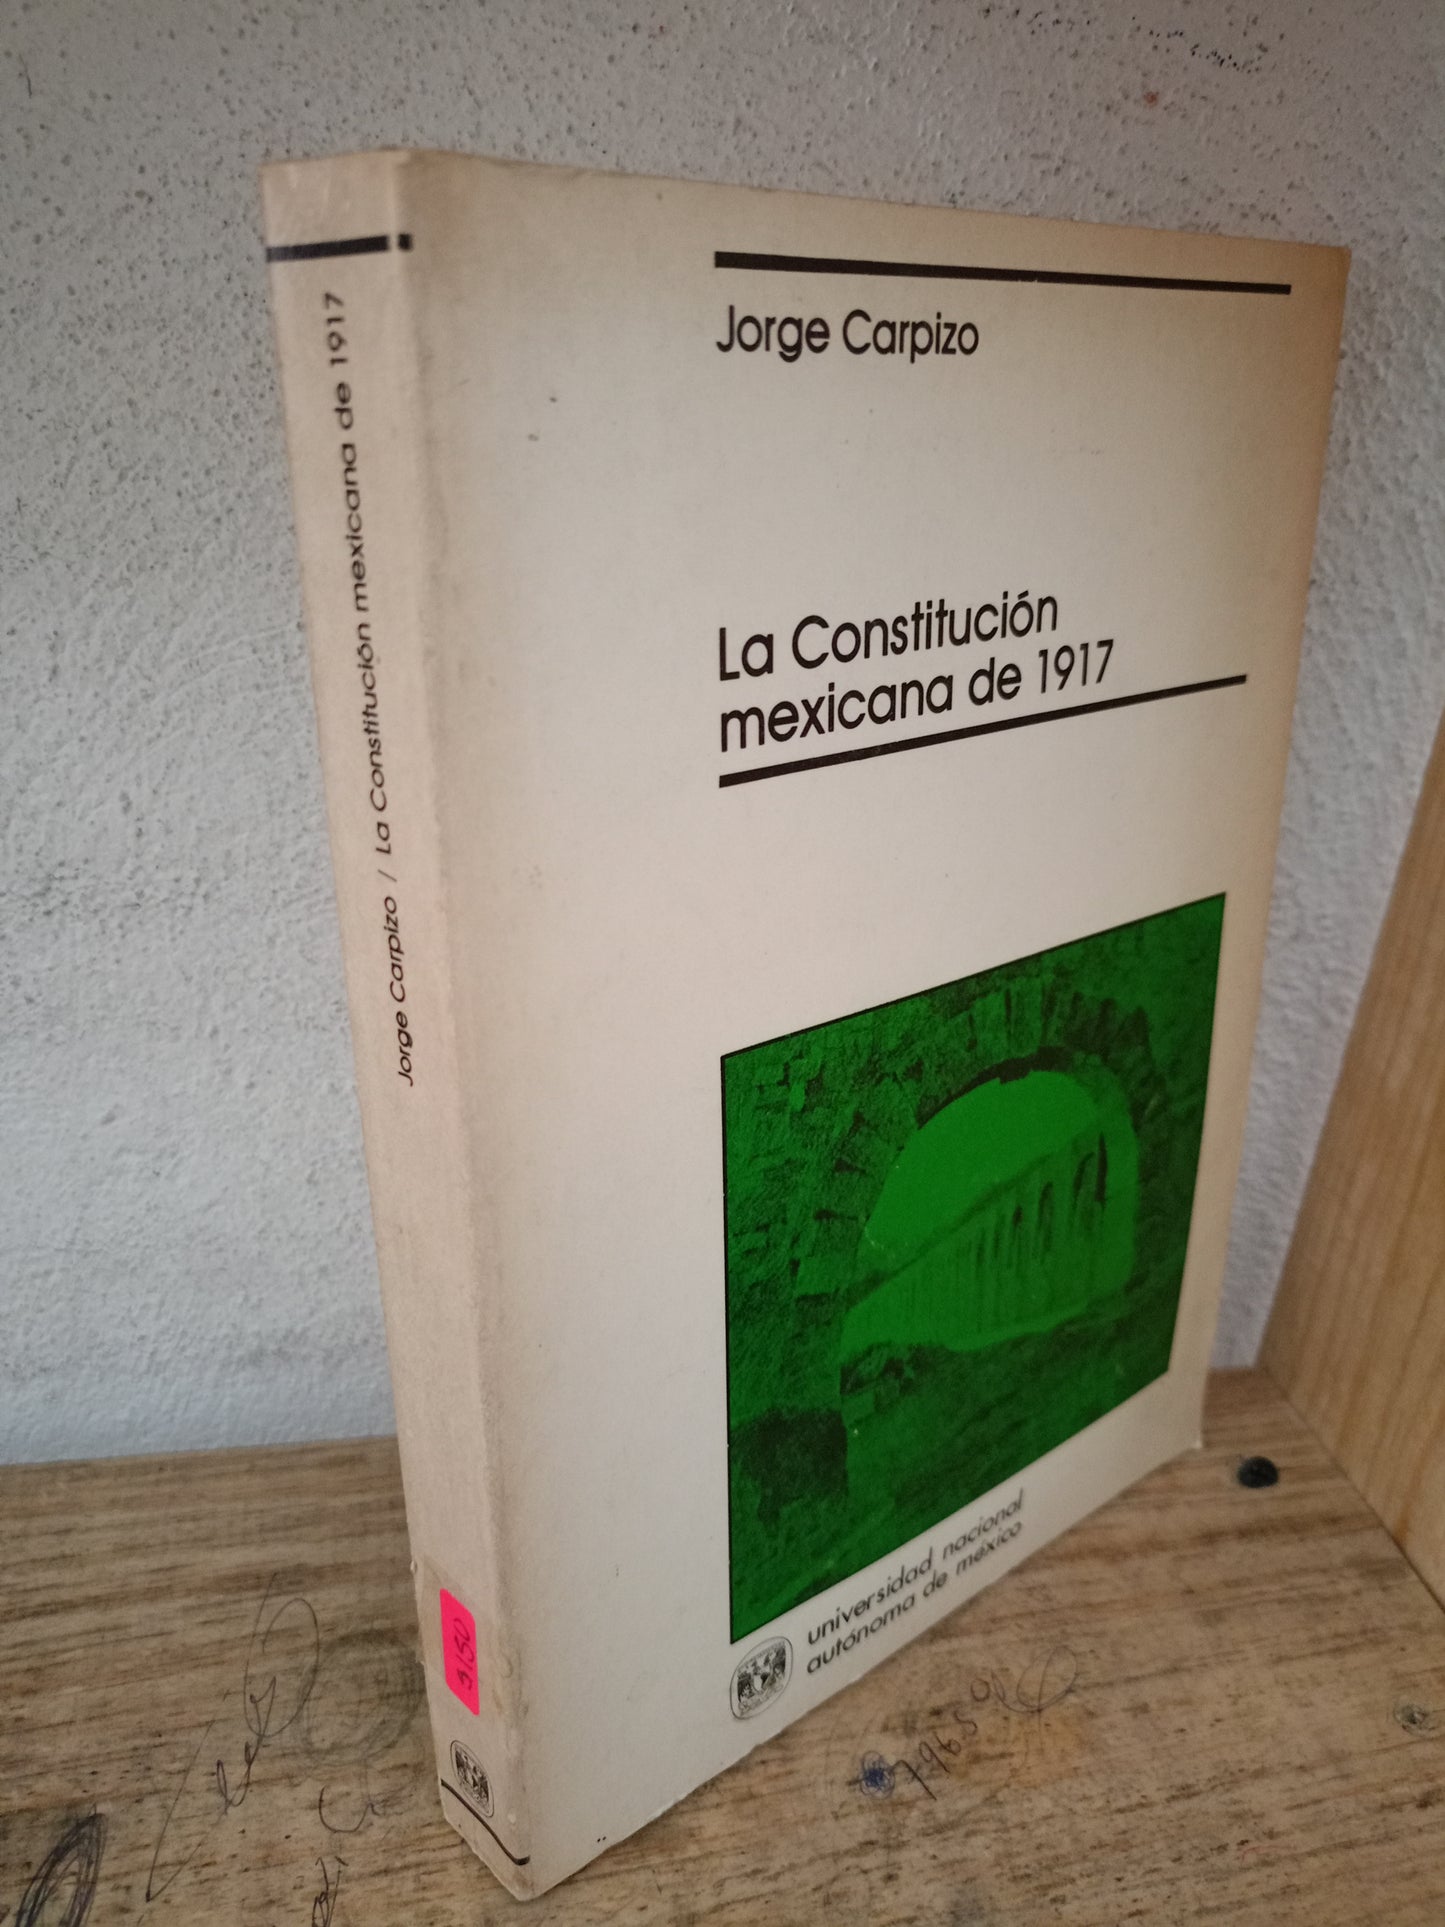 Jorge Carpizo / La Constitución mexicana de 1917
$150
Jorge Carpizo
La Constitución
mexicana de 1917
universidad nacional
autónoma de méxico